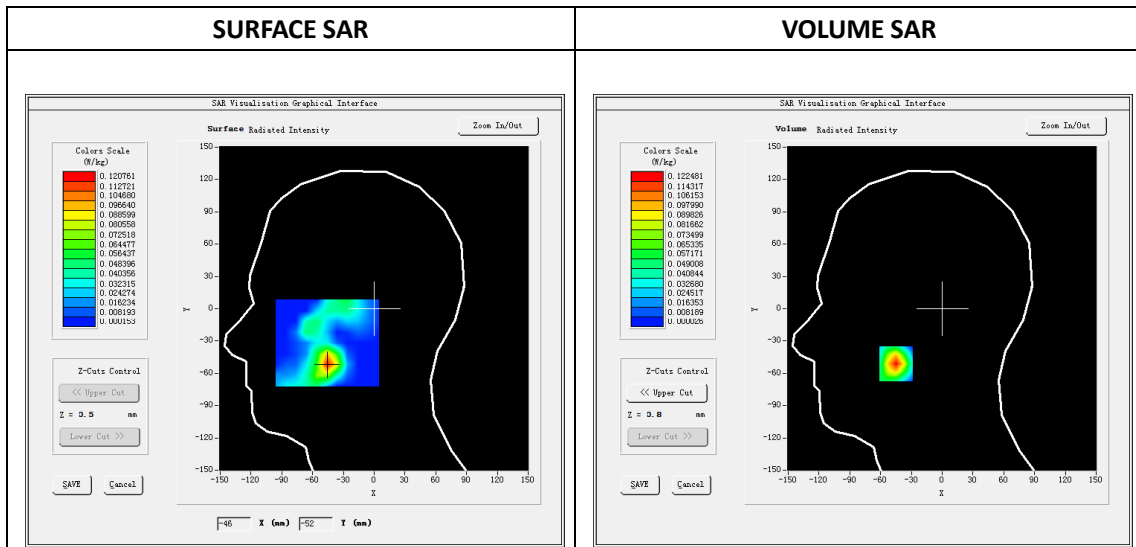 SURFACE SAR
VOLUME SAR
SAR Visualisation Graphical Interface
Surface Radiated Intensity
Zoom In/Out
Colors Scale
(W/kg)
0.120761
0.112721
0.104680
0.096640
0.088599
0.080558
0.072518
0.064477
0.056437
0.048396
0.040356
0.032315
0.024274
0.016234
0.008193
0.000153
150
120
90
60
30
0
-30
-60
-90
-120
-150
Y
-150 -120 -90 -60 -30 0 30 60 90 120 150
X
Z-Cuts Control
<< Upper Cut
Z = 0.5 mm
Lower Cut >>
SAVE
Cancel
-46 X (mm) -52 Y (mm)
SAR Visualisation Graphical Interface
Volume Radiated Intensity
Zoom In/Out
Colors Scale
(W/kg)
0.122481
0.114317
0.106153
0.097990
0.089826
0.081662
0.073499
0.065335
0.057171
0.049008
0.040844
0.032680
0.024517
0.016353
0.008189
0.000026
150
120
90
60
30
0
-30
-60
-90
-120
-150
Y
-150 -120 -90 -60 -30 0 30 60 90 120 150
X
Z-Cuts Control
<< Upper Cut
Z = 0.8 mm
Lower Cut >>
SAVE
Cancel